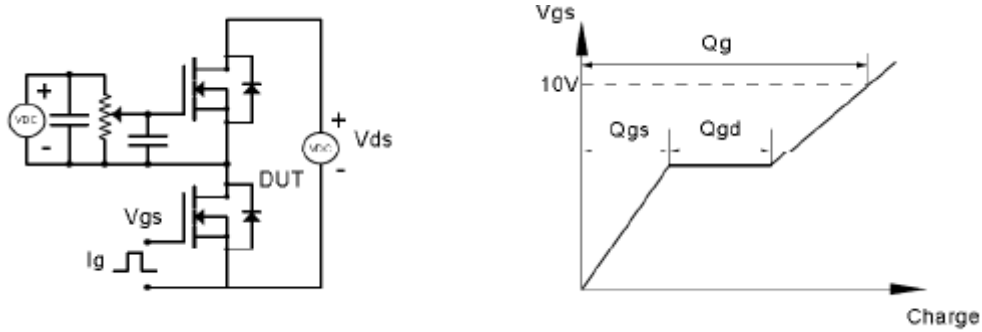 +
VDC
-
+
VDC
-
Vds
DUT
Vgs
Ig
Vgs
Qg
10V
Qgs
Qgd
Charge